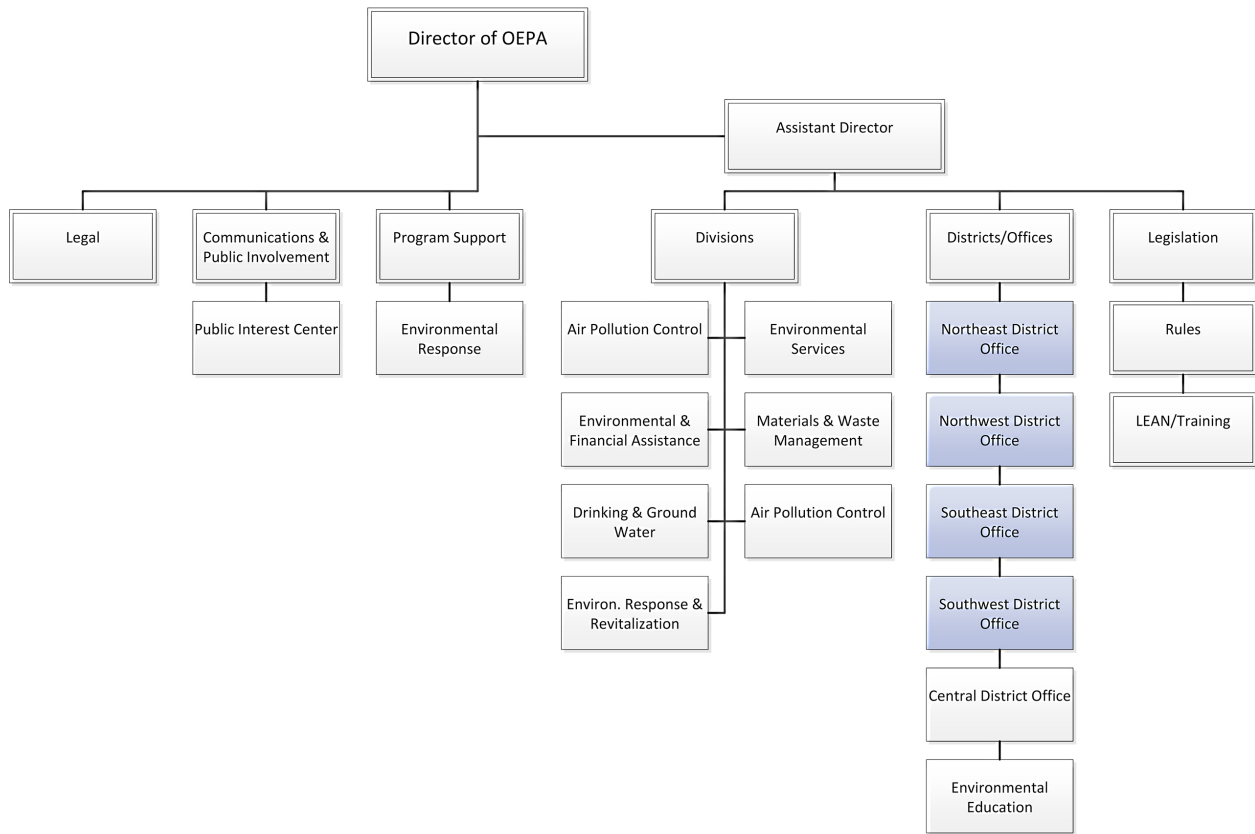 Director of OEPA
Assistant Director
Legal
Communications &
Public Involvement
Program Support
Divisions
Districts/Offices
Legislation
Public Interest Center
Environmental
Response
Air Pollution Control
Environmental
Services
Northeast District
Office
Rules
Environmental &
Financial Assistance
Materials & Waste
Management
Northwest District
Office
LEAN/Training
Drinking & Ground
Water
Air Pollution Control
Southeast District
Office
Environ. Response &
Revitalization
Southwest District
Office
Central District Office
Environmental
Education